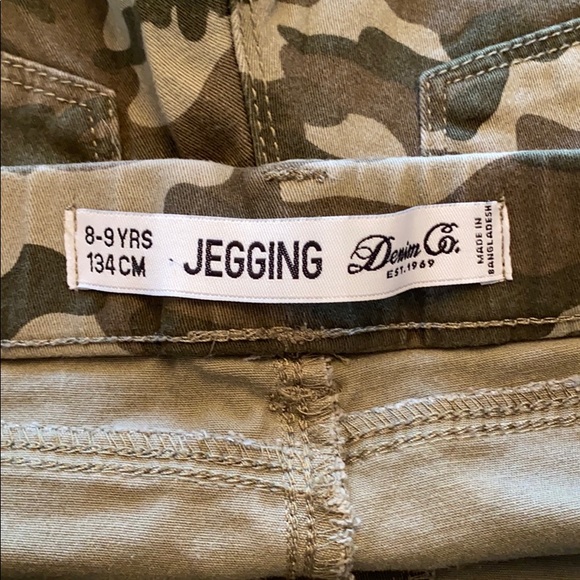 8-9 YRS
134 CM
JEGGING
Denim Co.
EST. 1969
MADE IN
BANGLADESH